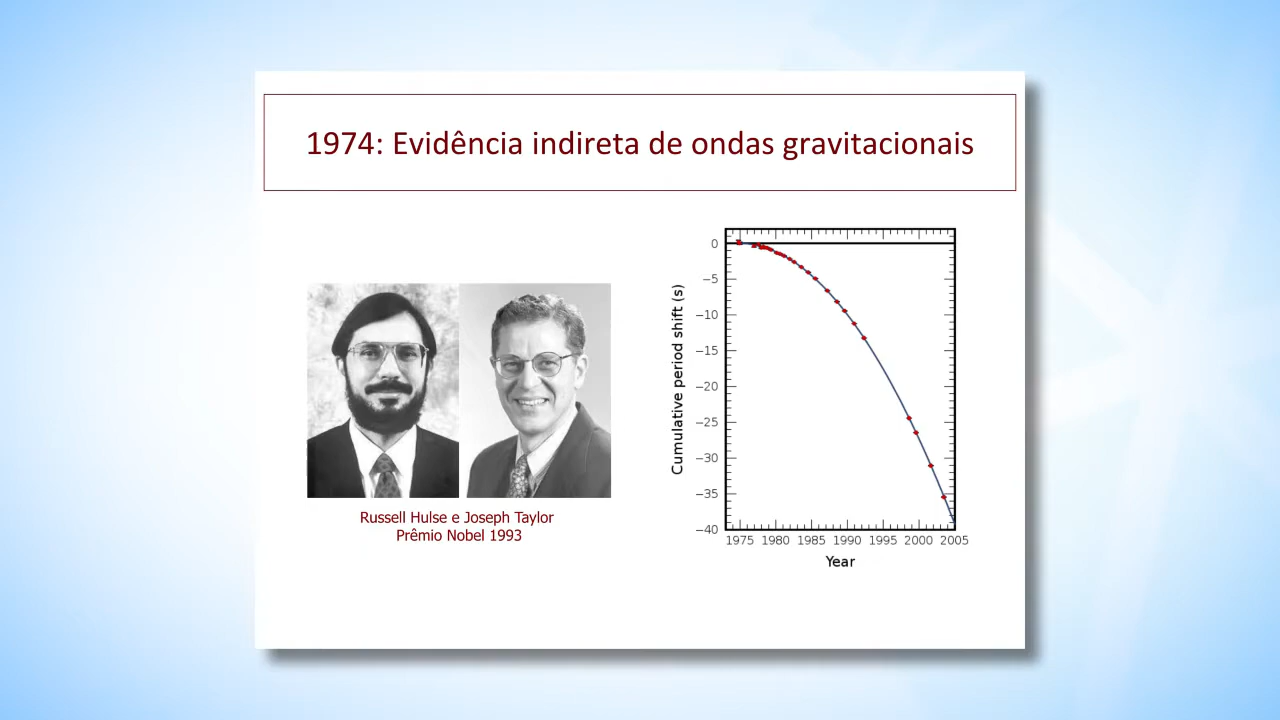 1974: Evidência indireta de ondas gravitacionais
Russell Hulse e Joseph Taylor
Prêmio Nobel 1993
Cumulative period shift (s)
0
−5
−10
−15
−20
−25
−30
−35
−40
1975 1980 1985 1990 1995 2000 2005
Year